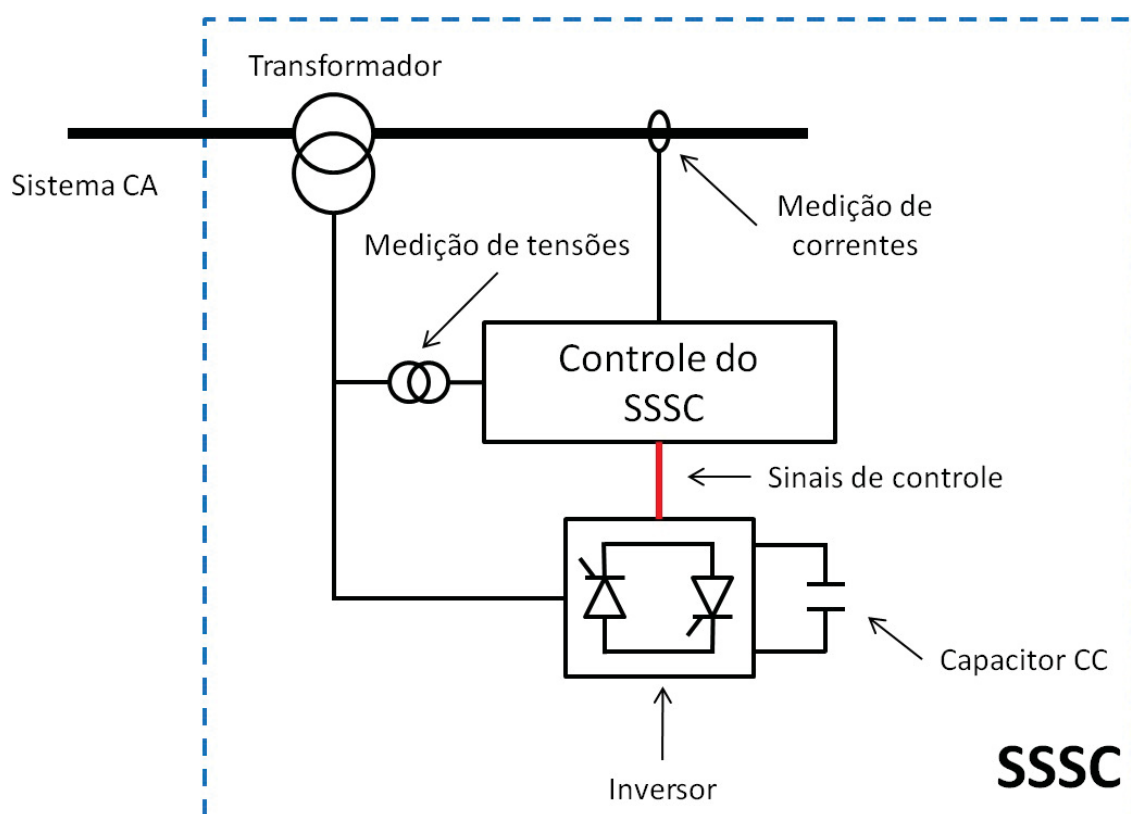 Transformador
Sistema CA
Medição de
correntes
Medição de tensões
Controle do
SSSC
Sinais de controle
Capacitor CC
Inversor
SSSC